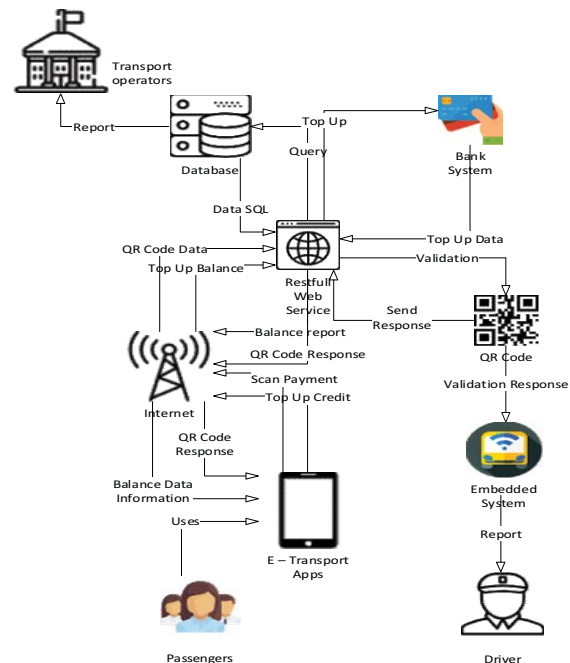 Transport
operators
Report
Top Up
Query
Database
Bank
System
Data SQL
QR Code Data
Top Up Data
Top Up Balance
Validation
Restfull
Web
Service
Send
Response
Balance report
QR Code Response
QR Code
Scan Payment
Validation Response
Top Up Credit
Internet
QR Code
Response
Balance Data
Information
Embedded
System
Uses
Report
E – Transport
Apps
Passengers
Driver